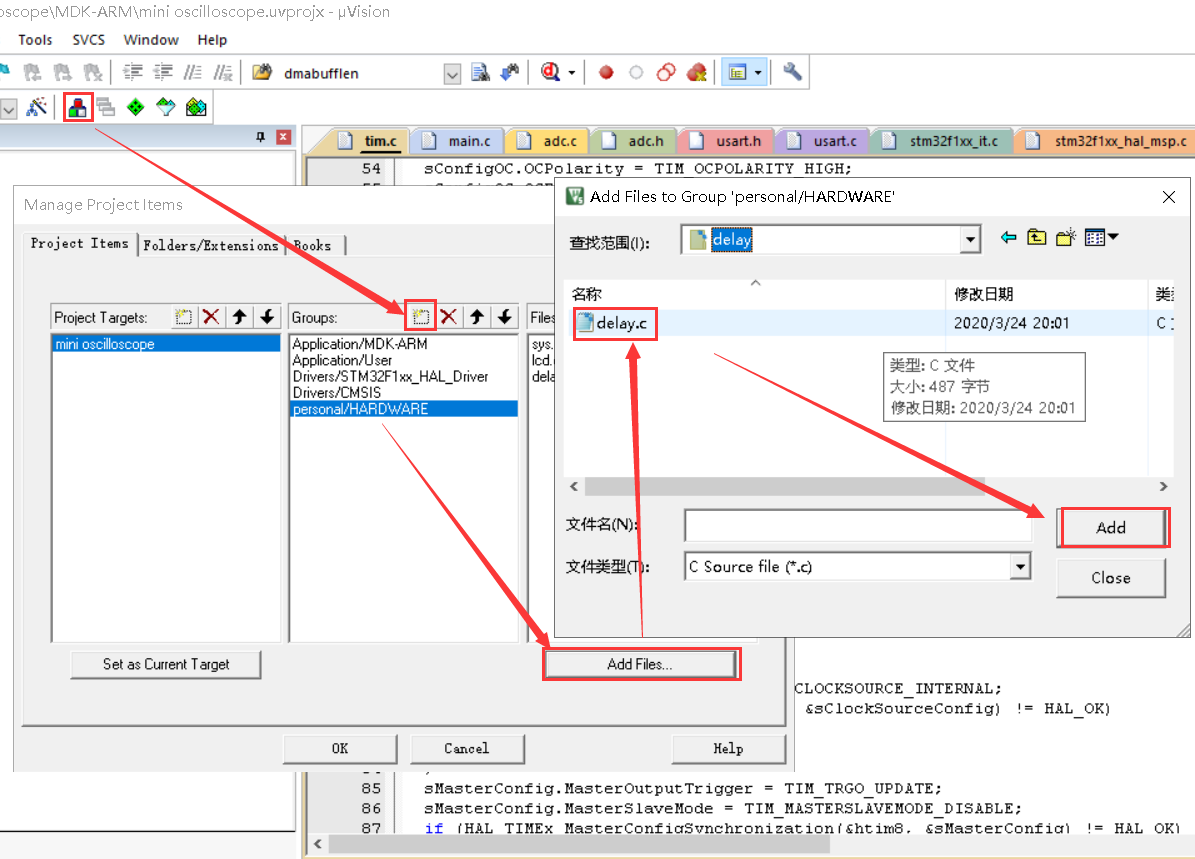 oscope\MDK-ARM\mini oscilloscope.uvprojx - µVision
Tools SVCS Window Help
dmabufflen
tim.c main.c adc.c adc.h usart.h usart.c stm32f1xx_it.c stm32f1xx_hal_msp.c
54 sConfigOC.OCPolarity = TIM_OCPOLARITY_HIGH;
Manage Project Items
Project Items Folders/Extensions Books
Project Targets:
mini oscilloscope
Set as Current Target
Groups:
Application/MDK-ARM
Application/User
Drivers/STM32F1xx_HAL_Driver
Drivers/CMSIS
personal/HARDWARE
Files
sys.
lcd.
dela
Add Files...
OK Cancel Help
Add Files to Group 'personal/HARDWARE'
查找范围(I): delay
名称 修改日期 类
delay.c 2020/3/24 20:01 C
类型: C 文件
大小: 487 字节
修改日期: 2020/3/24 20:01
文件名(N): Add
文件类型(T): C Source file (*.c)
Close
CLOCKSOURCE_INTERNAL;
&sClockSourceConfig) != HAL_OK)
85 sMasterConfig.MasterOutputTrigger = TIM_TRGO_UPDATE;
86 sMasterConfig.MasterSlaveMode = TIM_MASTERSLAVEMODE_DISABLE;
87 if (HAL_TIMEx_MasterConfigSynchronization(&htim8, &sMasterConfig) != HAL_OK)